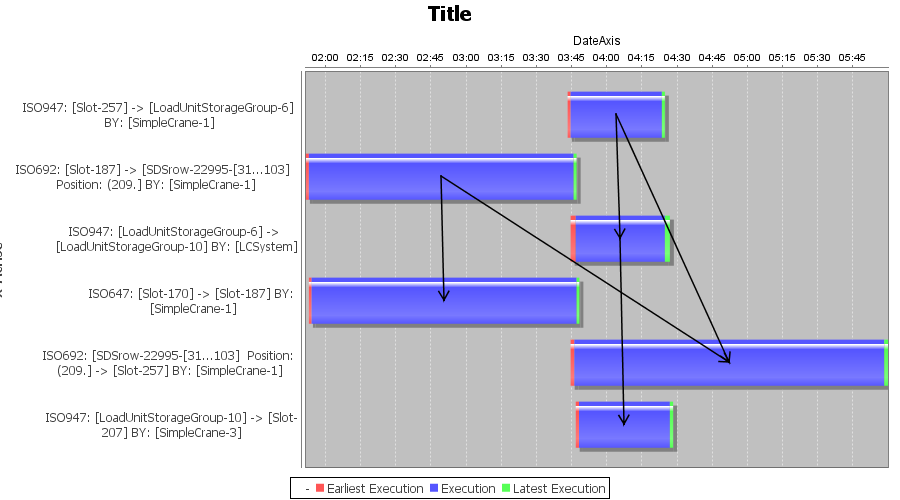 Title
DateAxis
02:00 02:15 02:30 02:45 03:00 03:15 03:30 03:45 04:00 04:15 04:30 04:45 05:00 05:15 05:30 05:45
ISO947: [Slot-257] -> [LoadUnitStorageGroup-6]
BY: [SimpleCrane-1]
ISO692: [Slot-187] -> [SDSrow-22995-[31...103]
Position: (209.] BY: [SimpleCrane-1]
ISO947: [LoadUnitStorageGroup-6] ->
[LoadUnitStorageGroup-10] BY: [LCSystem]
ISO647: [Slot-170] -> [Slot-187] BY:
[SimpleCrane-1]
ISO692: [SDSrow-22995-[31...103] Position:
(209.] -> [Slot-257] BY: [SimpleCrane-1]
ISO947: [LoadUnitStorageGroup-10] -> [Slot-
207] BY: [SimpleCrane-3]
- Earliest Execution Execution Latest Execution